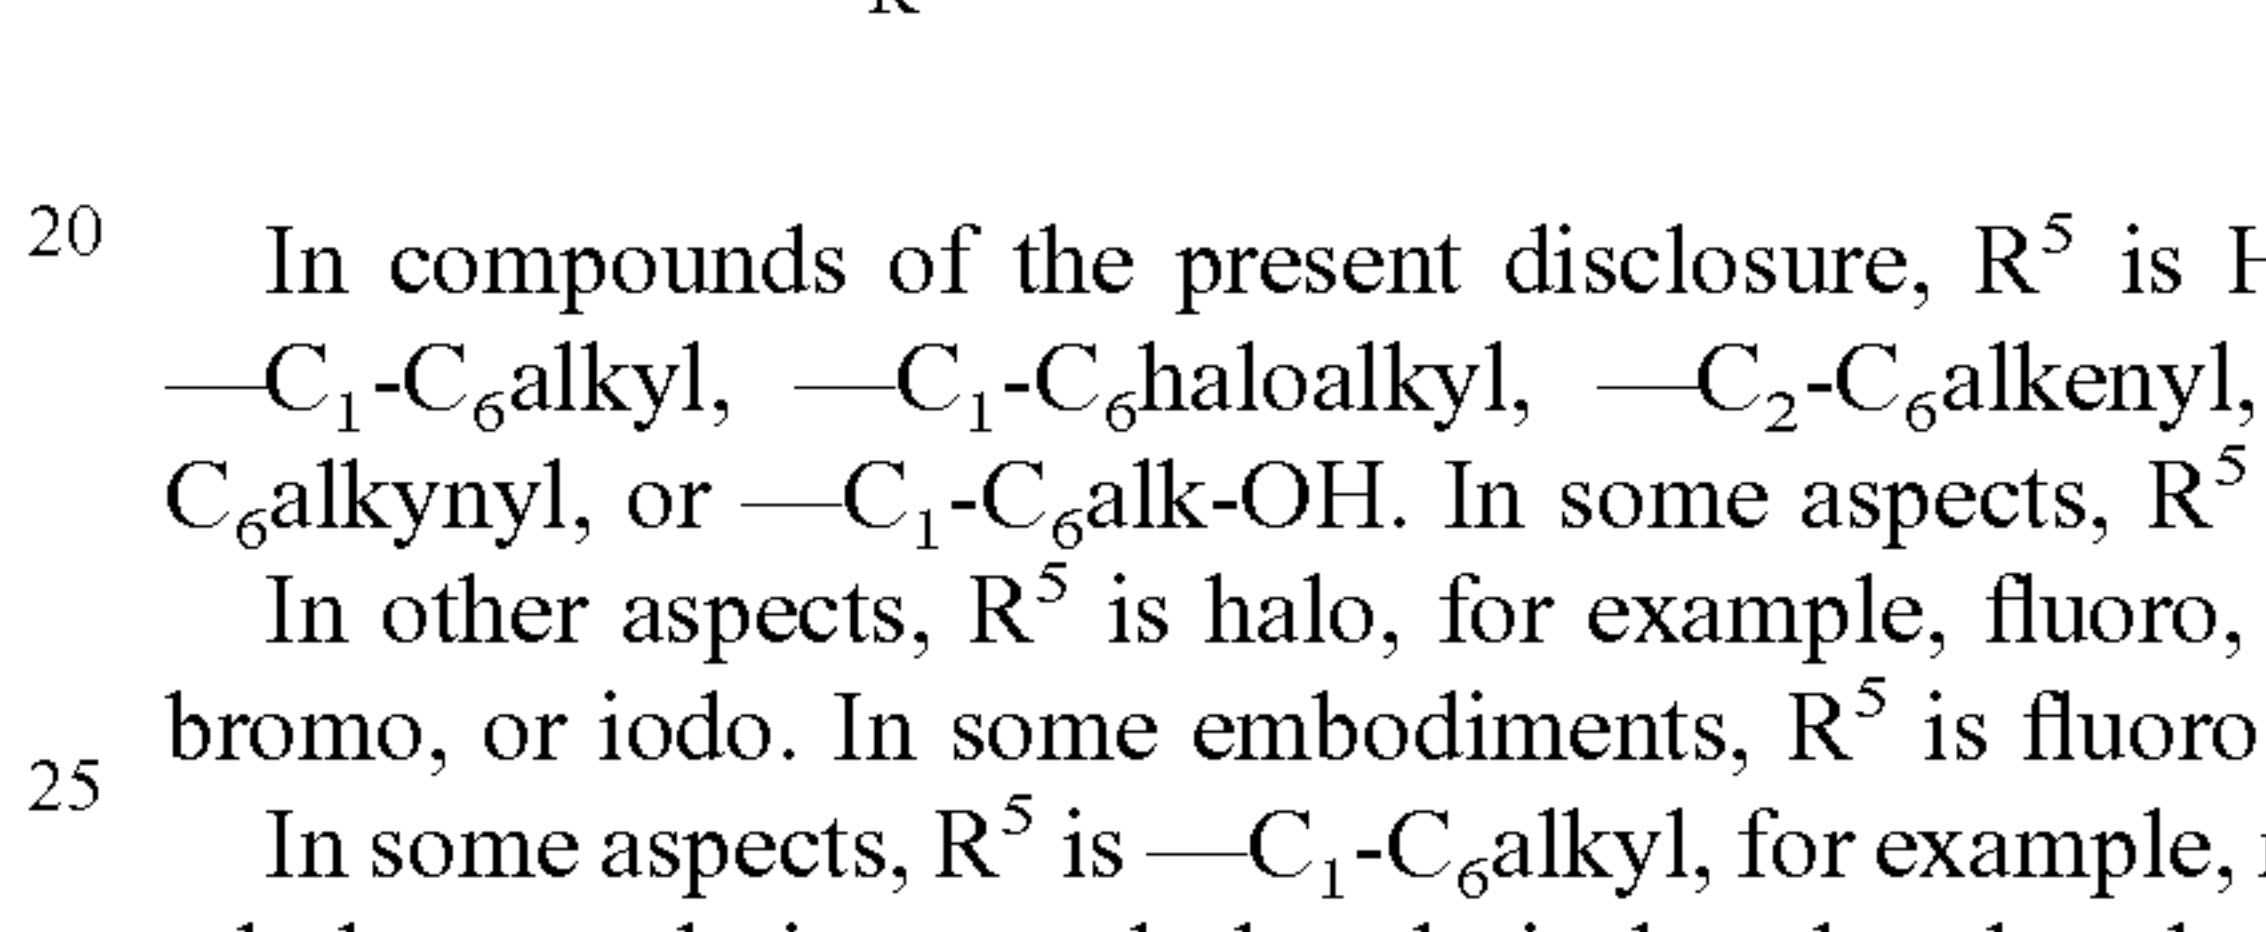 20
In compounds of the present disclosure, R⁵ is H
—C₁-C₆alkyl, —C₁-C₆haloalkyl, —C₂-C₆alkenyl,
C₆alkynyl, or —C₁-C₆alk-OH. In some aspects, R⁵
In other aspects, R⁵ is halo, for example, fluoro,
bromo, or iodo. In some embodiments, R⁵ is fluoro
25
In some aspects, R⁵ is —C₁-C₆alkyl, for example,